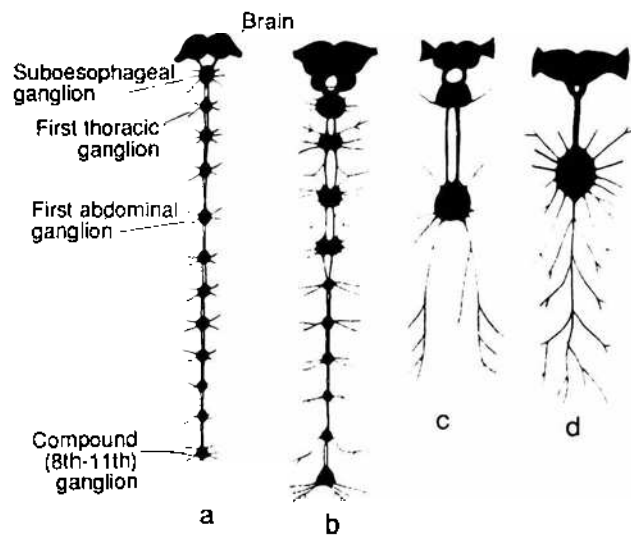 Brain
Suboesophageal
ganglion
First thoracic
ganglion
First abdominal
ganglion
Compound
(8th-11th)
ganglion
a
b
c
d